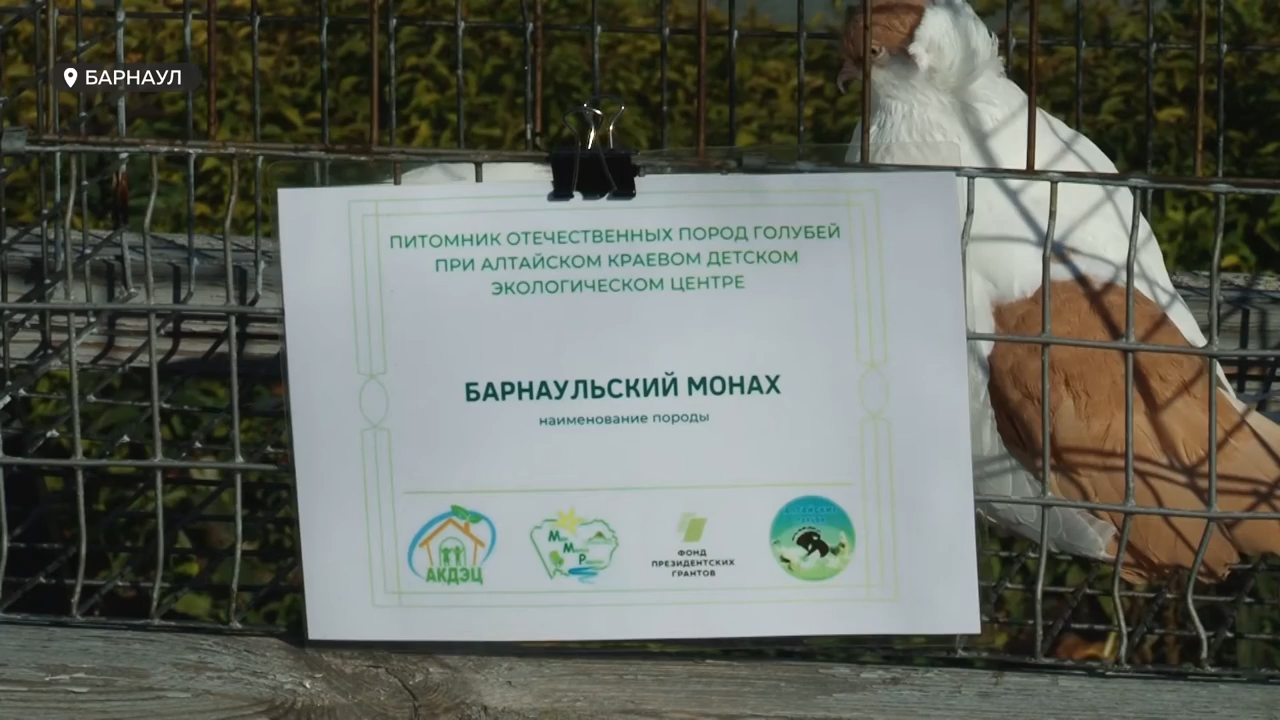 БАРНАУЛ
ПИТОМНИК ОТЕЧЕСТВЕННЫХ ПОРОД ГОЛУБЕЙ
ПРИ АЛТАЙСКОМ КРАЕВОМ ДЕТСКОМ
ЭКОЛОГИЧЕСКОМ ЦЕНТРЕ
БАРНАУЛЬСКИЙ МОНАХ
наименование породы
АКДЭЦ
ФОНД
ПРЕЗИДЕНТСКИХ
ГРАНТОВ